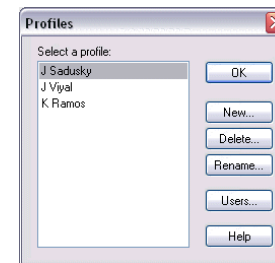 Profiles
Select a profile:
J Sadusky
J Viyal
K Ramos
OK
New...
Delete...
Rename...
Users...
Help